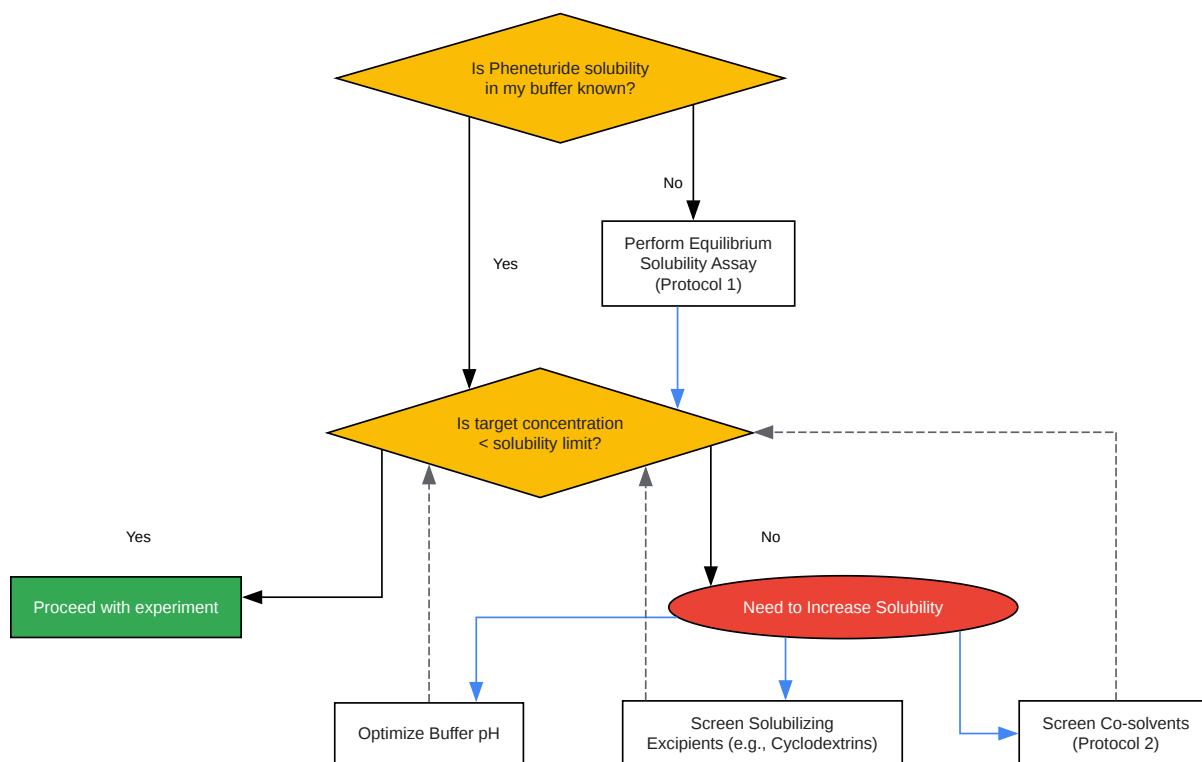 Is Pheneturide solubility
in my buffer known?
No
Perform Equilibrium
Solubility Assay
(Protocol 1)
Yes
Is target concentration
< solubility limit?
Yes
No
Proceed with experiment
Need to Increase Solubility
Optimize Buffer pH
Screen Solubilizing
Excipients (e.g., Cyclodextrins)
Screen Co-solvents
(Protocol 2)